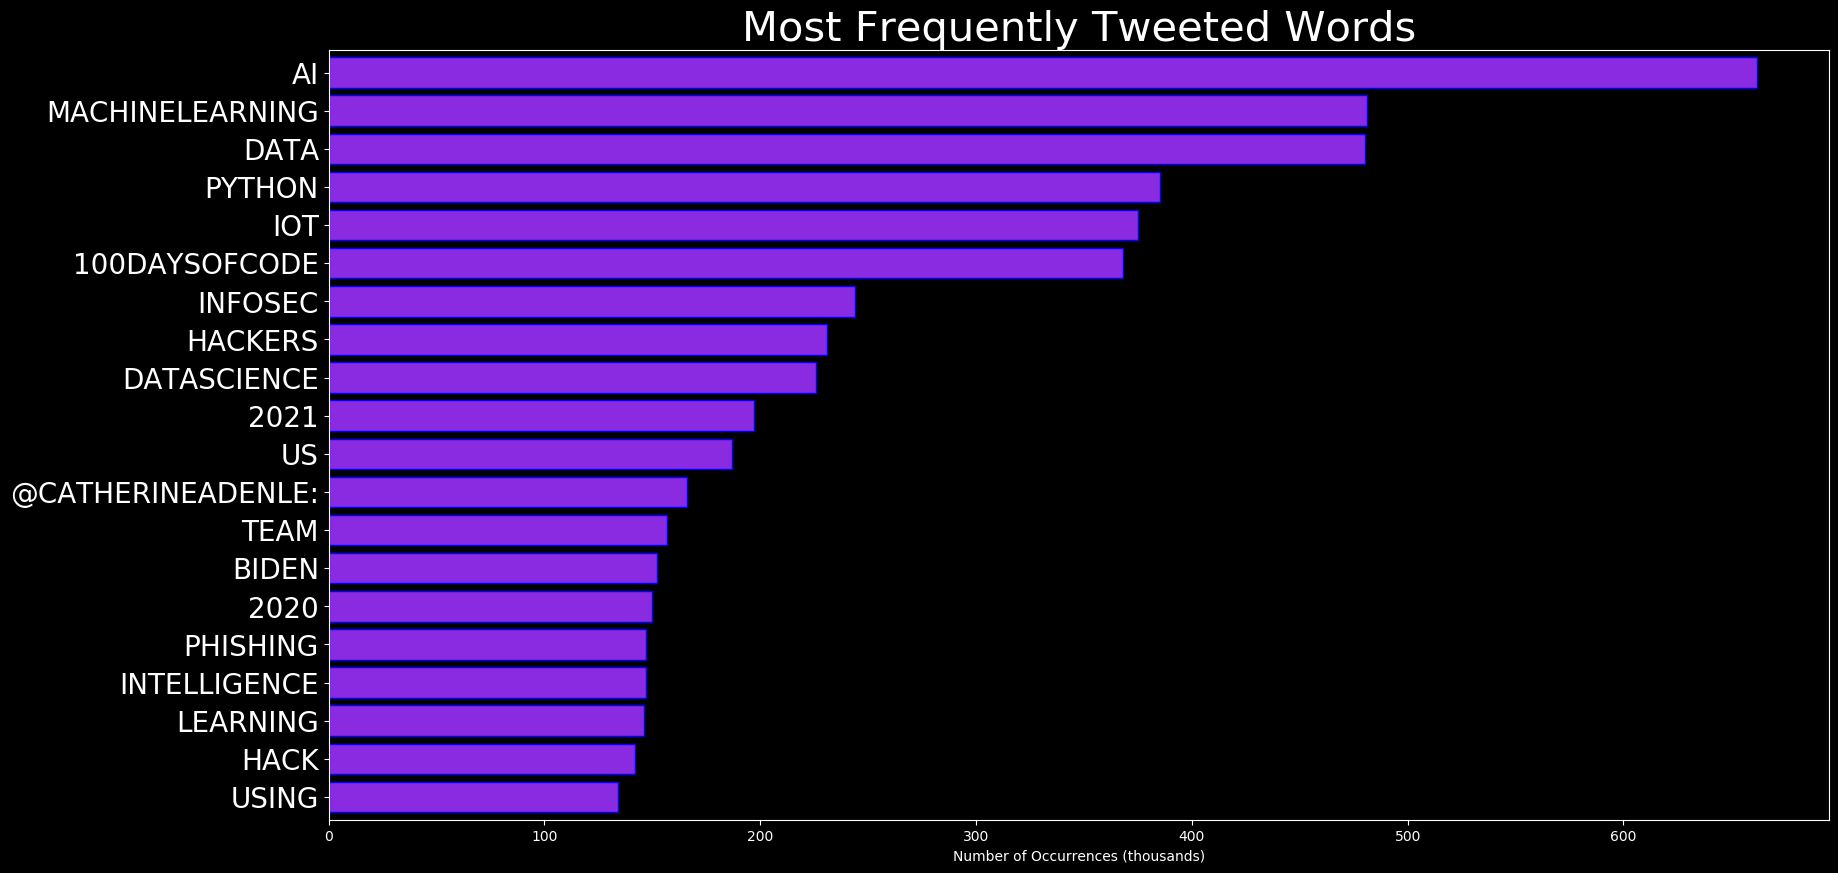 Most Frequently Tweeted Words
AI
MACHINELEARNING
DATA
PYTHON
IOT
100DAYSOFCODE
INFOSEC
HACKERS
DATASCIENCE
2021
US
@CATHERINEADENLE:
TEAM
BIDEN
2020
PHISHING
INTELLIGENCE
LEARNING
HACK
USING
0 100 200 300 400 500 600
Number of Occurrences (thousands)